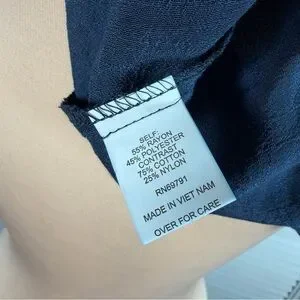 SELF:
55% RAYON
45% POLYESTER
CONTRAST
75% COTTON
25% NYLON
RN69791
MADE IN VIET NAM
OVER FOR CARE